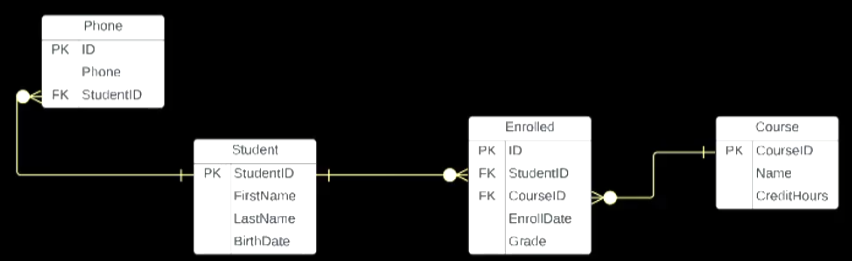 Phone
PK ID
Phone
FK StudentID
Student
PK StudentID
FirstName
LastName
BirthDate
Enrolled
PK ID
FK StudentID
FK CourseID
EnrollDate
Grade
Course
PK CourseID
Name
CreditHours